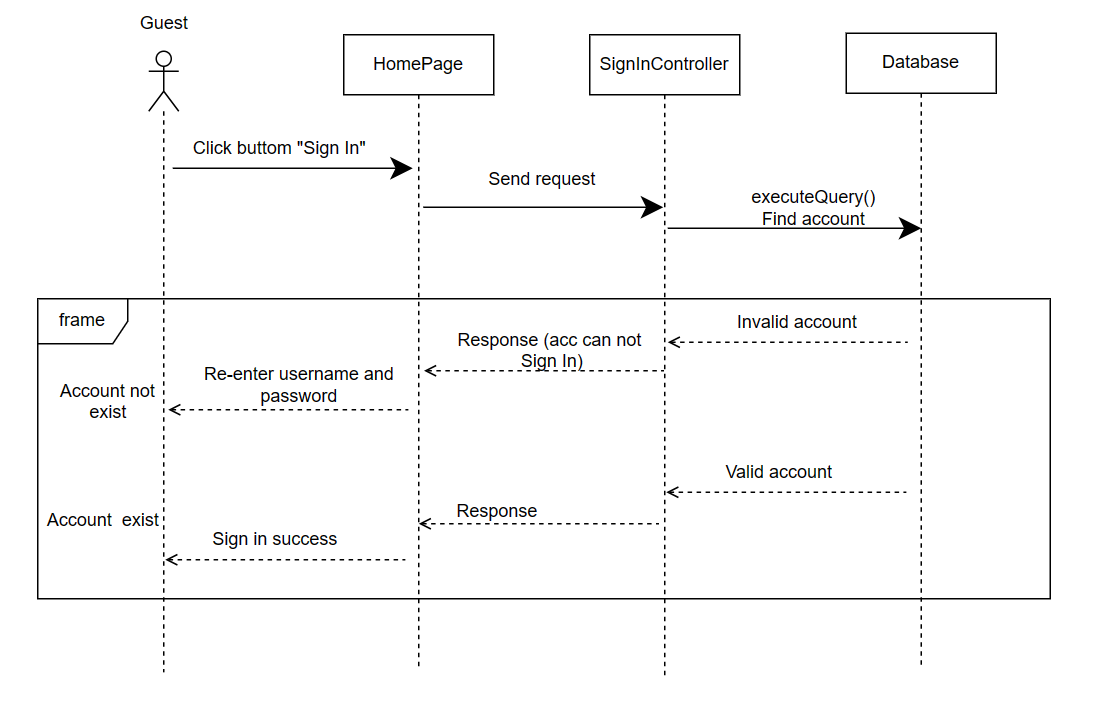 Guest
HomePage
SignInController
Database
Click buttom "Sign In"
Send request
executeQuery()
Find account
frame
Invalid account
Response (acc can not
Sign In)
Re-enter username and
password
Account not
exist
Valid account
Response
Account  exist
Sign in success